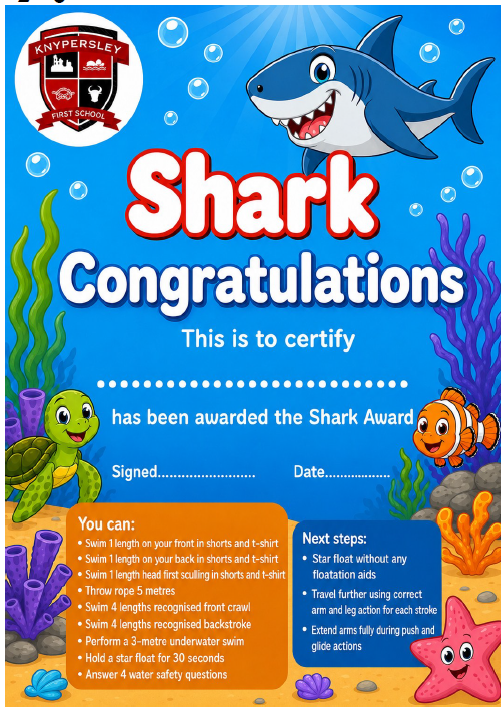 KNYPERSLEY
FIRST SCHOOL
Shark
Congratulations
This is to certify
..............................
has been awarded the Shark Award
Signed......................... Date.................
You can:
• Swim 1 length on your front in shorts and t-shirt
• Swim 1 length on your back in shorts and t-shirt
• Swim 1 length head first sculling in shorts and t-shirt
• Throw rope 5 metres
• Swim 4 lengths recognised front crawl
• Swim 4 lengths recognised backstroke
• Perform a 3-metre underwater swim
• Hold a star float for 30 seconds
• Answer 4 water safety questions
Next steps:
• Star float without any
floatation aids
• Travel further using correct
arm and leg action for each stroke
• Extend arms fully during push and
glide actions